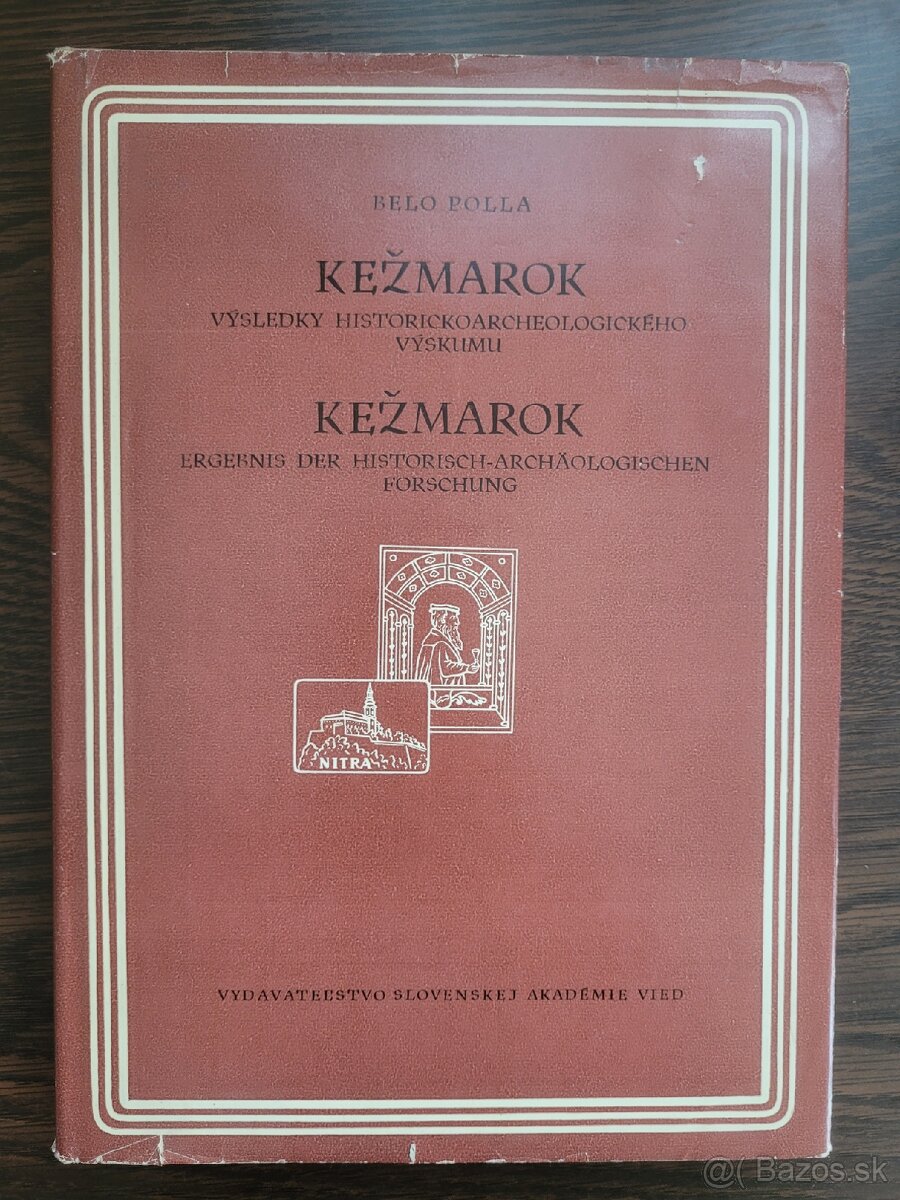 BELO POLLA
KEŽMAROK
VÝSLEDKY HISTORICKOARCHEOLOGICKÉHO
VÝSKUMU
KEŽMAROK
ERGEBNIS DER HISTORISCH-ARCHÄOLOGISCHEN
FORSCHUNG
NITRA
VYDAVATEĽSTVO SLOVENSKEJ AKADÉMIE VIED
@( Bazos.sk